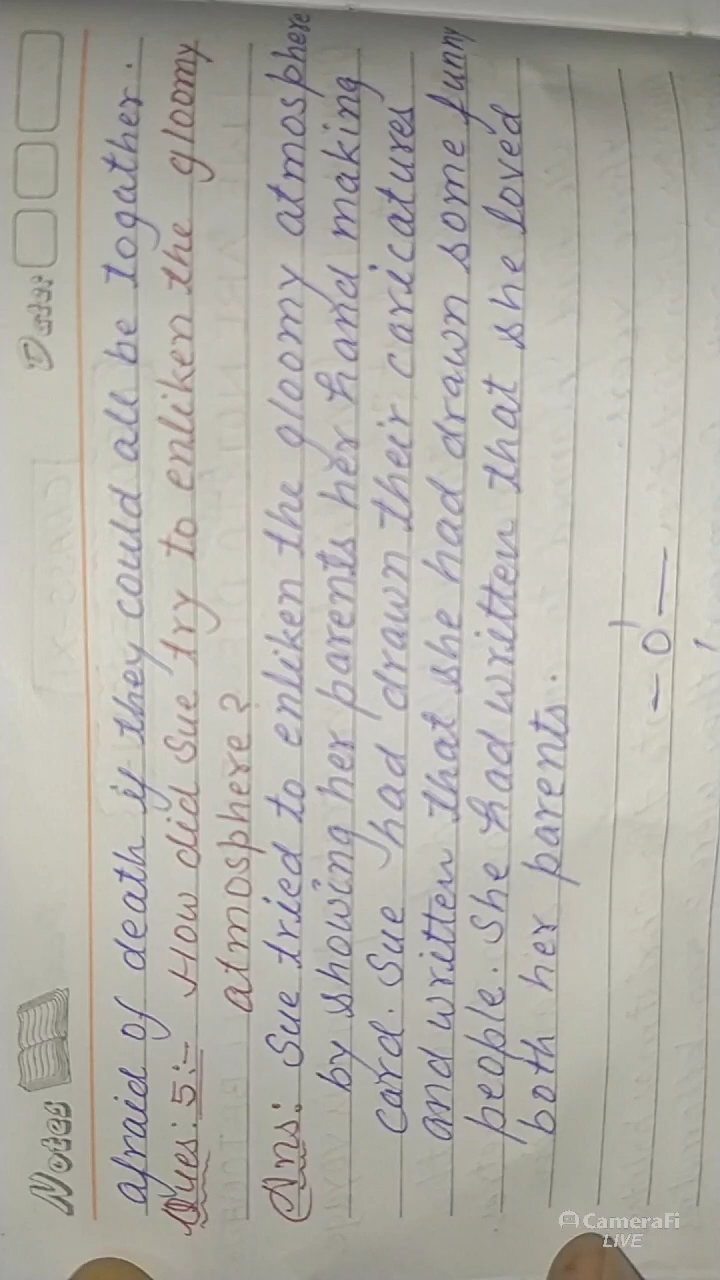 Notes
Date:
afraid of death if they could all be togather.
Ques: 5:- How did Sue try to enliken the gloomy
atmosphere?
Ans: Sue tried to enliken the gloomy atmosphere
by showing her parents her hand making
card. Sue had drawn their caricatures
and written that she had drawn some funny
people. She had written that she loved
both her parents.
- 0 -
CameraFi
LIVE